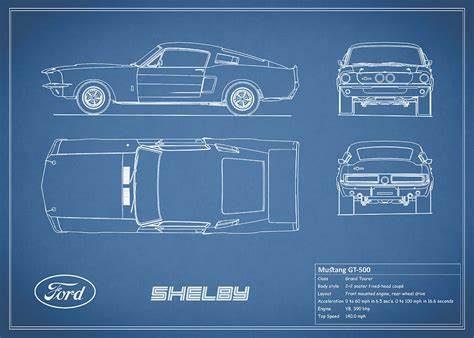 Ford
SHELBY
Mustang GT-500
Class Grand Tourer
Body style 2-2 seater fixed-head coupé
Layout Front mounted engine, rear-wheel drive
Acceleration 0 to 60 mph in 6.5 secs, 0 to 100 mph in 16.6 seconds
Engine V8, 390 bhp
Top Speed 140.0 mph